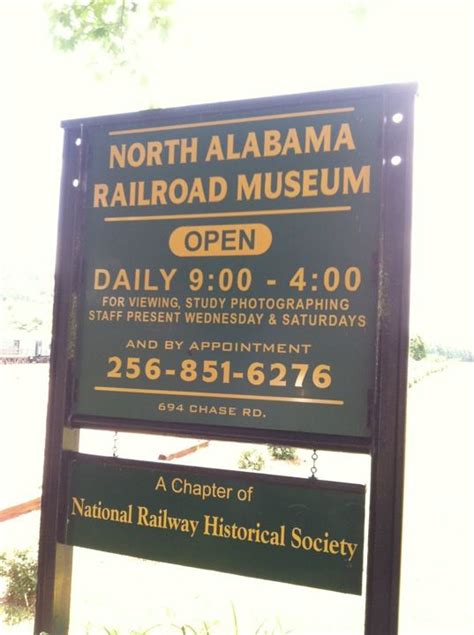 NORTH ALABAMA
RAILROAD MUSEUM
OPEN
DAILY 9:00 - 4:00
FOR VIEWING, STUDY PHOTOGRAPHING
STAFF PRESENT WEDNESDAY & SATURDAYS
AND BY APPOINTMENT
256-851-6276
694 CHASE RD.
A Chapter of
National Railway Historical Society